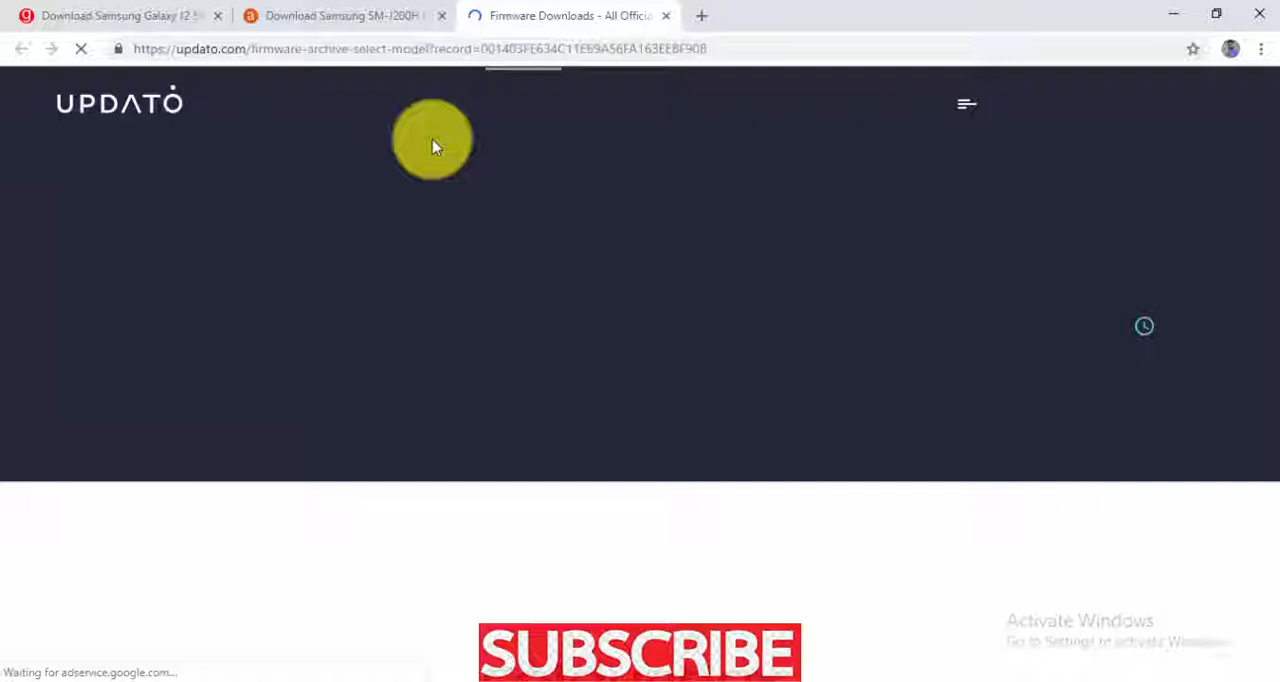 Download Samsung Galaxy J2 S
Download Samsung SM-J200H
Firmware Downloads - All Officia
https://updato.com/firmware-archive-select-model?record=001403FE634C11E69A56FA163EE8F908
UPDATO
SUBSCRIBE
Activate Windows
Go to Settings to activate Windows.
Waiting for adservice.google.com...